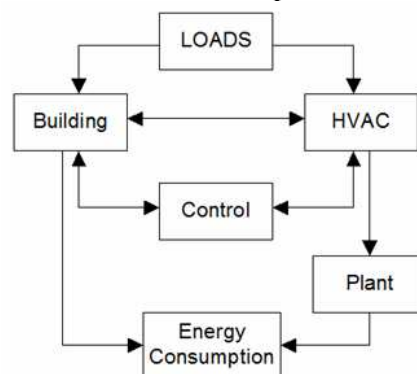 LOADS
Building
HVAC
Control
Plant
Energy
Consumption